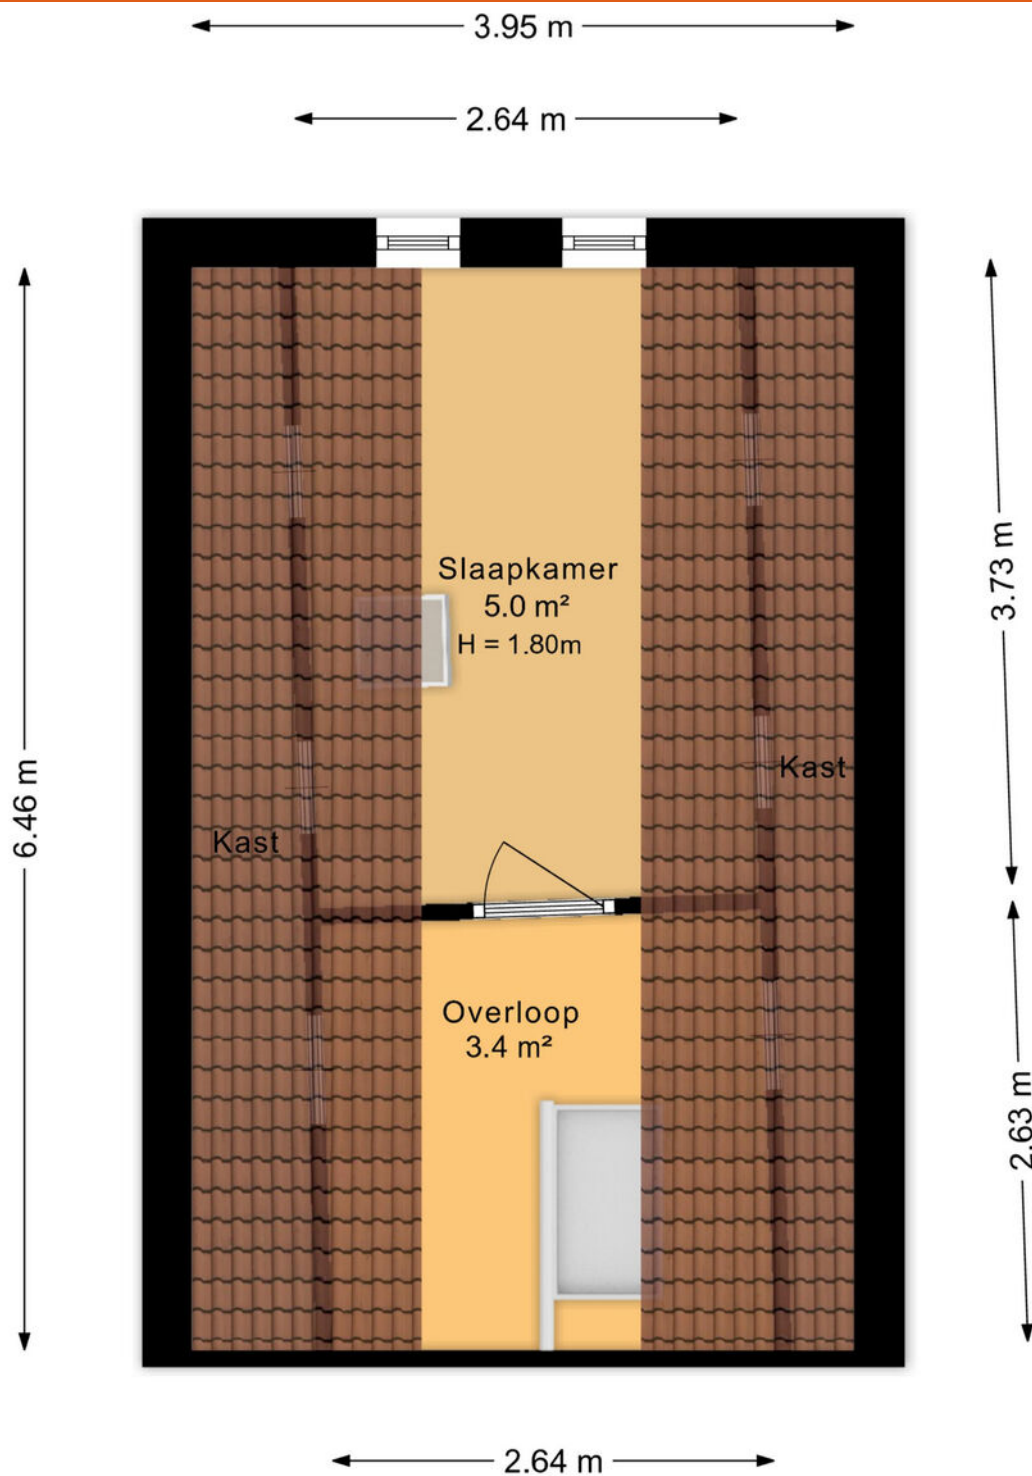 3.95 m
2.64 m
Slaapkamer
5.0 m²
H = 1.80m
3.73 m
6.46 m
Kast
Kast
Overloop
3.4 m²
2.63 m
2.64 m